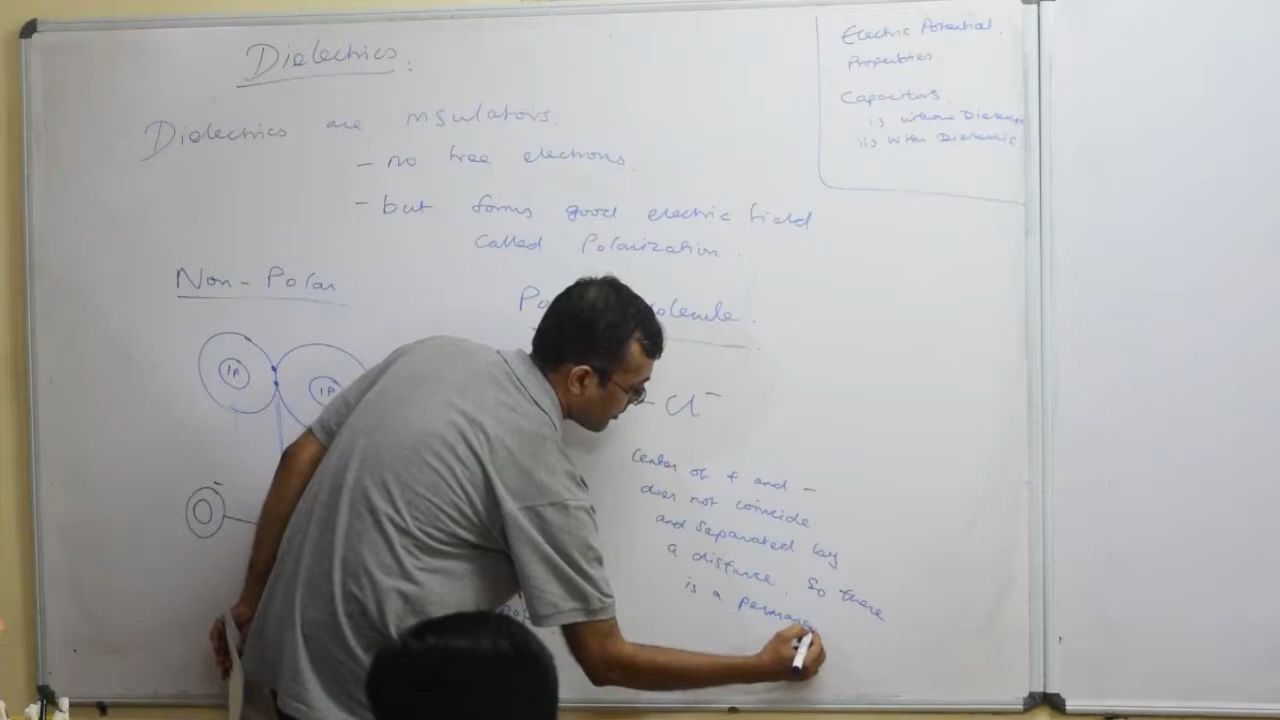 Dielectrics:
Dielectrics are insulators.
- no free electrons.
- but forms good electric field
called Polarization.
Electric Potential.
Properties
Capacitors.
i) without Dielectric
ii) with Dielectric
Non-Polar
1P
1P
-
Cl⁻
Center of + and -
does not coincide
and separated by
a distance. So there
is a